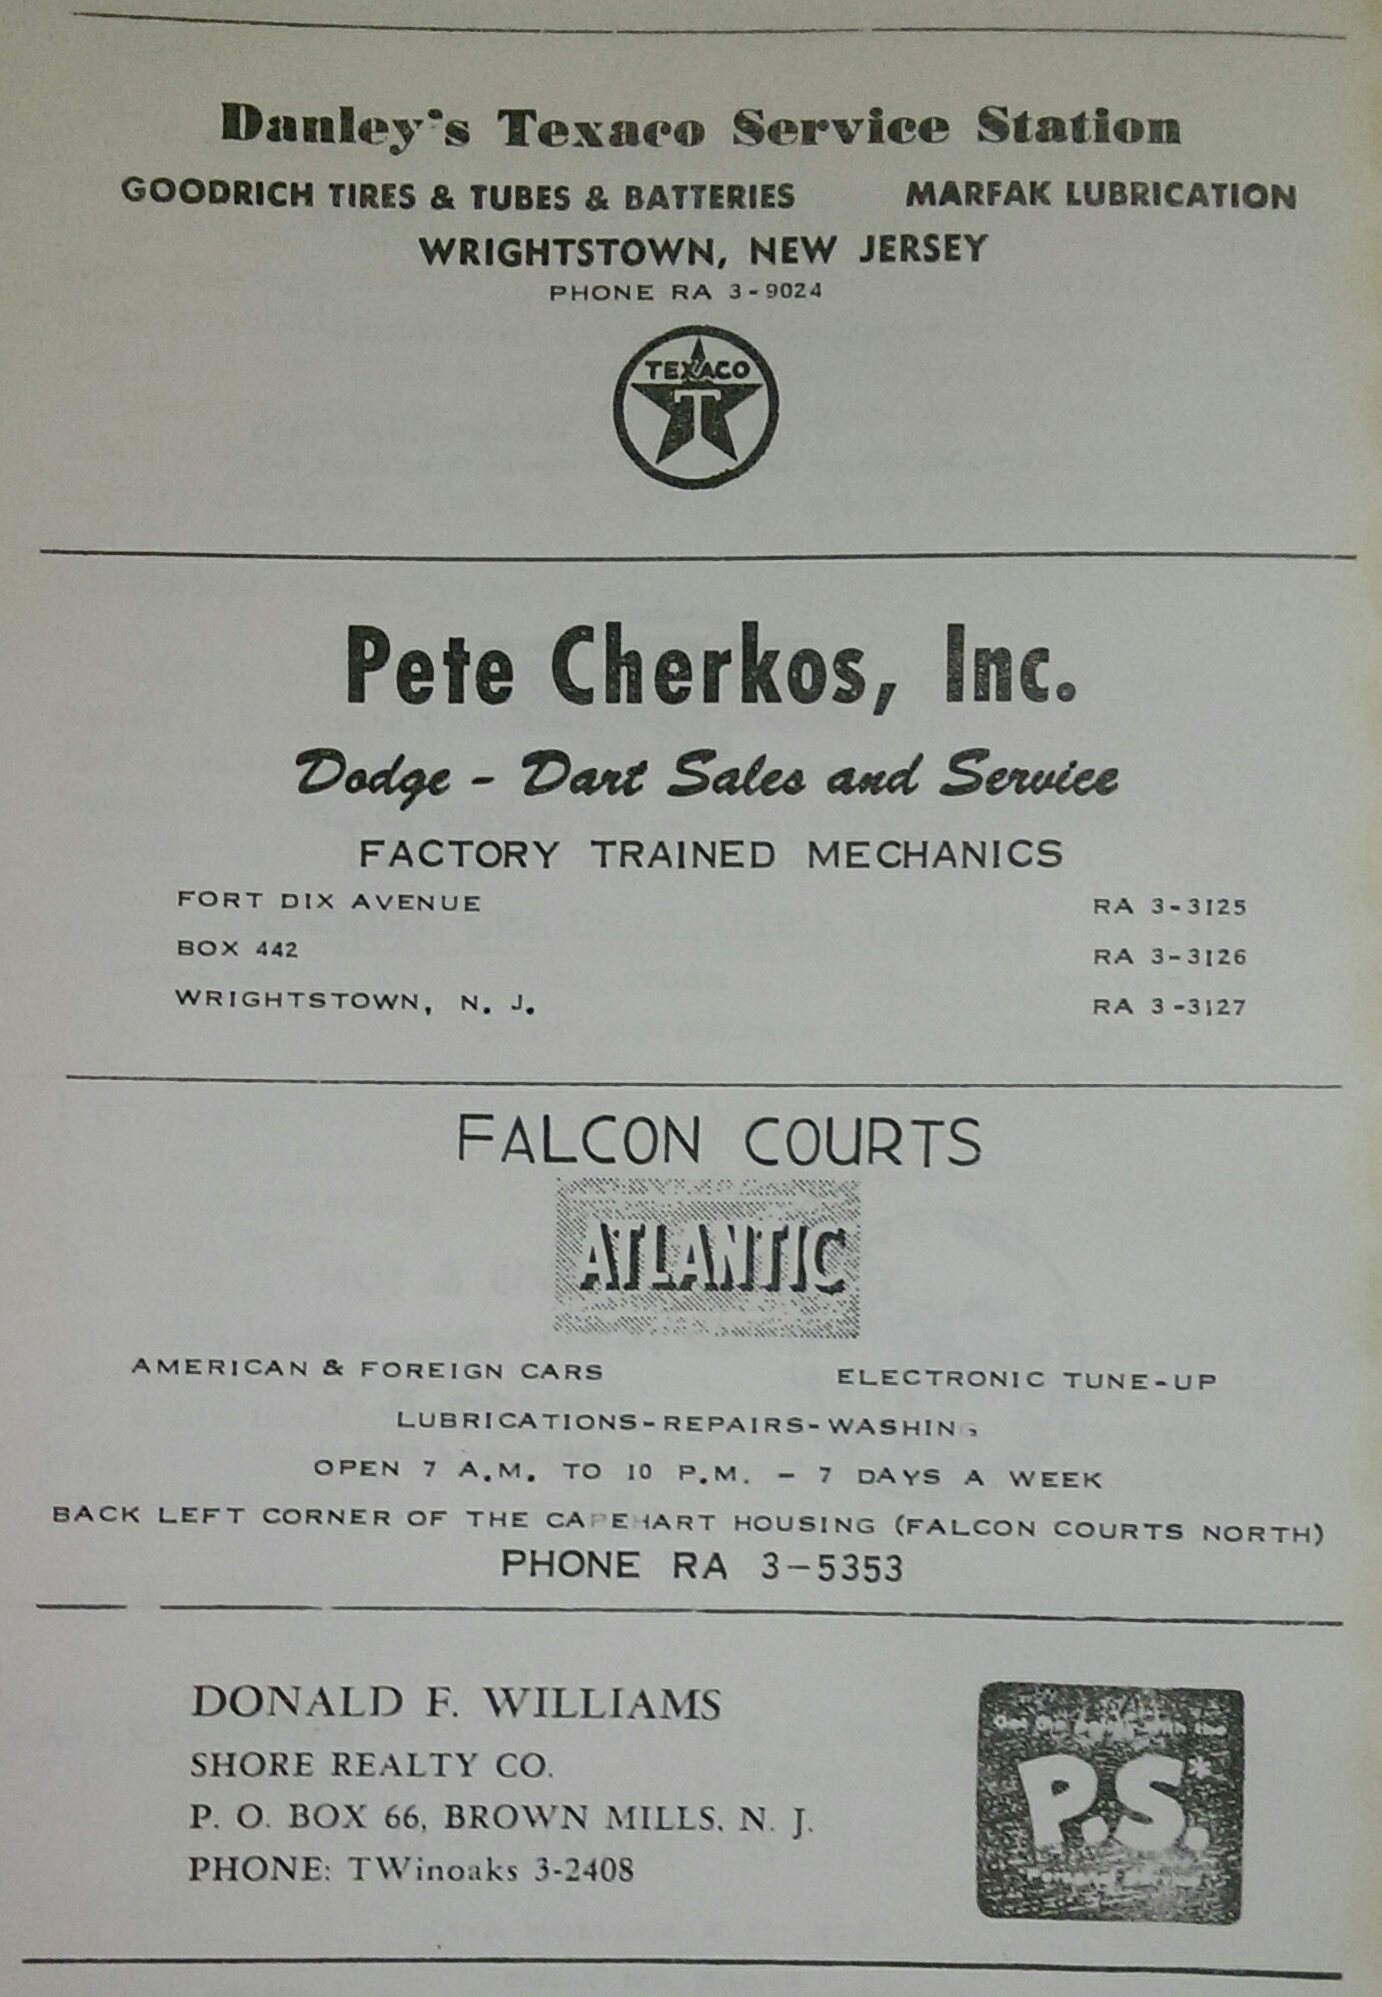 Danley's Texaco Service Station
GOODRICH TIRES & TUBES & BATTERIES MARFAK LUBRICATION
WRIGHTSTOWN, NEW JERSEY
PHONE RA 3-9024
TEXACO
T
Pete Cherkos, Inc.
Dodge - Dart Sales and Service
FACTORY TRAINED MECHANICS
FORT DIX AVENUE RA 3-3125
BOX 442 RA 3-3126
WRIGHTSTOWN, N. J. RA 3-3127
FALCON COURTS
ATLANTIC
AMERICAN & FOREIGN CARS ELECTRONIC TUNE-UP
LUBRICATIONS-REPAIRS-WASHING
OPEN 7 A.M. TO 10 P.M. - 7 DAYS A WEEK
BACK LEFT CORNER OF THE CAPEHART HOUSING (FALCON COURTS NORTH)
PHONE RA 3-5353
DONALD F. WILLIAMS
SHORE REALTY CO.
P. O. BOX 66, BROWN MILLS, N. J.
PHONE: TWinoaks 3-2408
with the
P.S.*